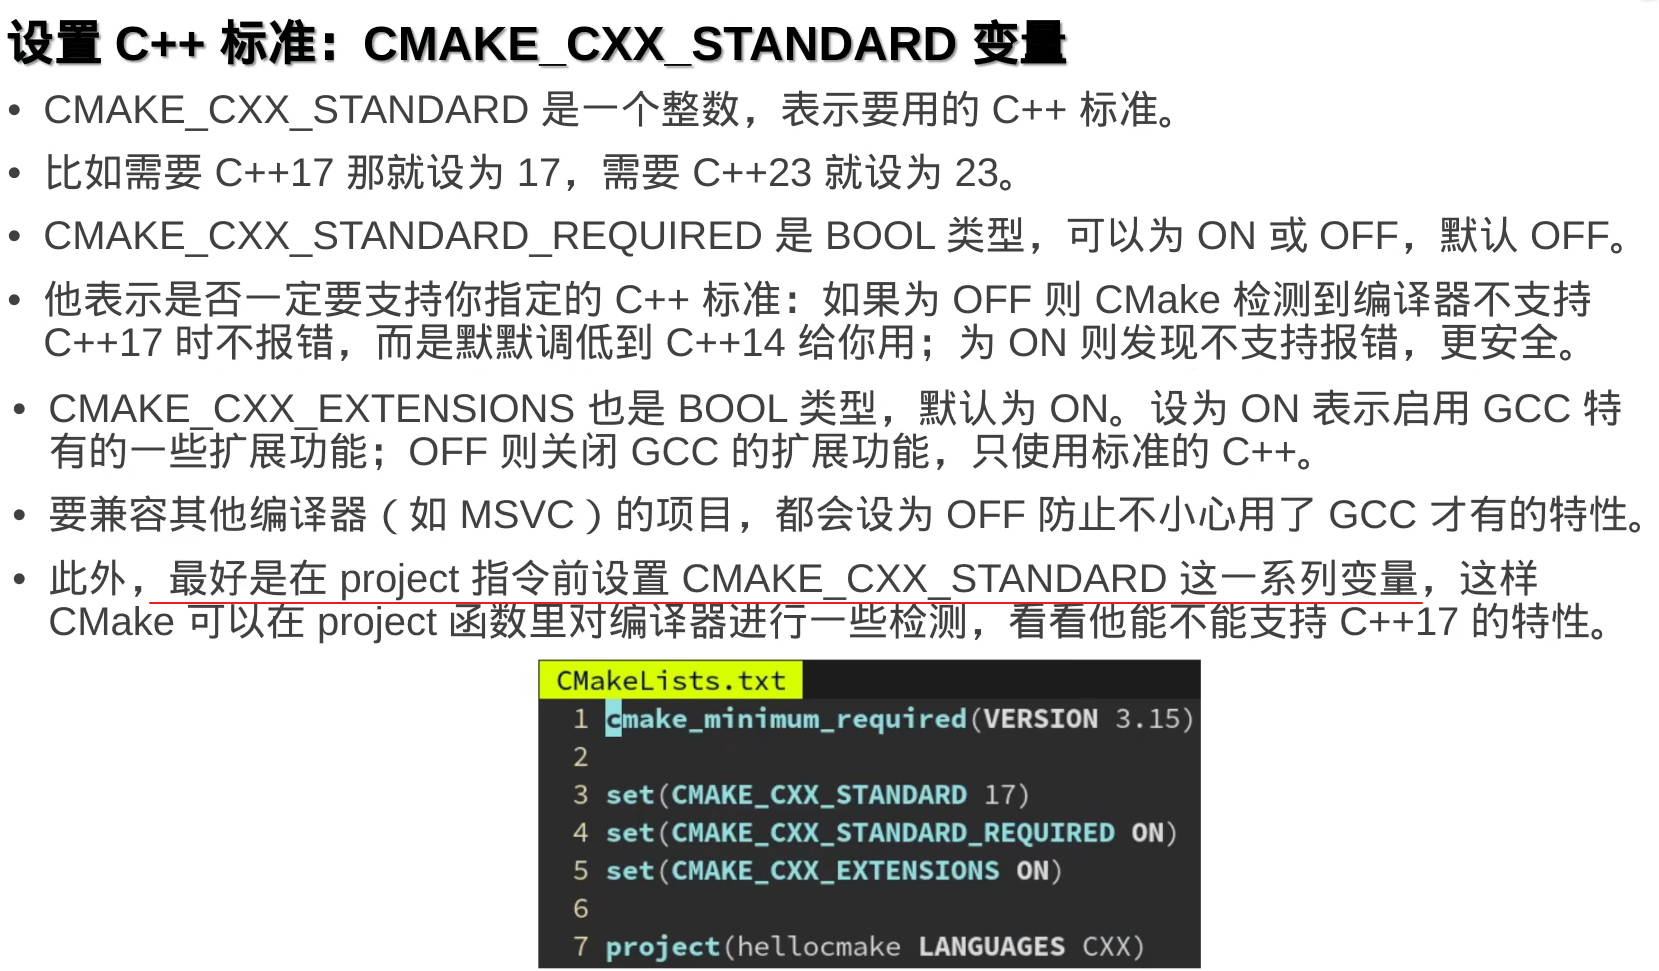 设置 C++ 标准：CMAKE_CXX_STANDARD 变量
• CMAKE_CXX_STANDARD 是一个整数，表示要用的 C++ 标准。
• 比如需要 C++17 那就设为 17，需要 C++23 就设为 23。
• CMAKE_CXX_STANDARD_REQUIRED 是 BOOL 类型，可以为 ON 或 OFF，默认 OFF。
• 他表示是否一定要支持你指定的 C++ 标准：如果为 OFF 则 CMake 检测到编译器不支持
C++17 时不报错，而是默默调低到 C++14 给你用；为 ON 则发现不支持报错，更安全。
• CMAKE_CXX_EXTENSIONS 也是 BOOL 类型，默认为 ON。设为 ON 表示启用 GCC 特
有的一些扩展功能；OFF 则关闭 GCC 的扩展功能，只使用标准的 C++。
• 要兼容其他编译器（如 MSVC）的项目，都会设为 OFF 防止不小心用了 GCC 才有的特性。
• 此外，最好是在 project 指令前设置 CMAKE_CXX_STANDARD 这一系列变量，这样
CMake 可以在 project 函数里对编译器进行一些检测，看看他能不能支持 C++17 的特性。
CMakeLists.txt
1 cmake_minimum_required(VERSION 3.15)
2
3 set(CMAKE_CXX_STANDARD 17)
4 set(CMAKE_CXX_STANDARD_REQUIRED ON)
5 set(CMAKE_CXX_EXTENSIONS ON)
6
7 project(hellocmake LANGUAGES CXX)